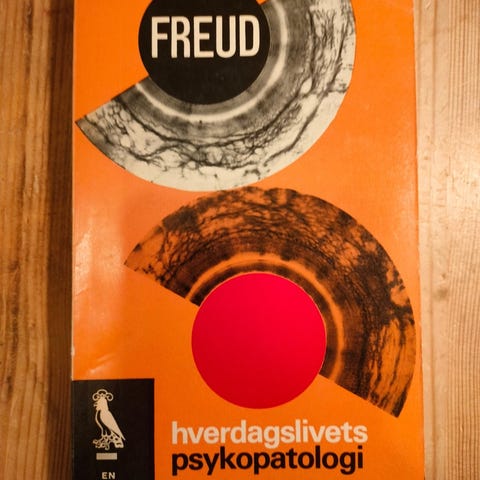 FREUD
hverdagslivets
psykopatologi
EN